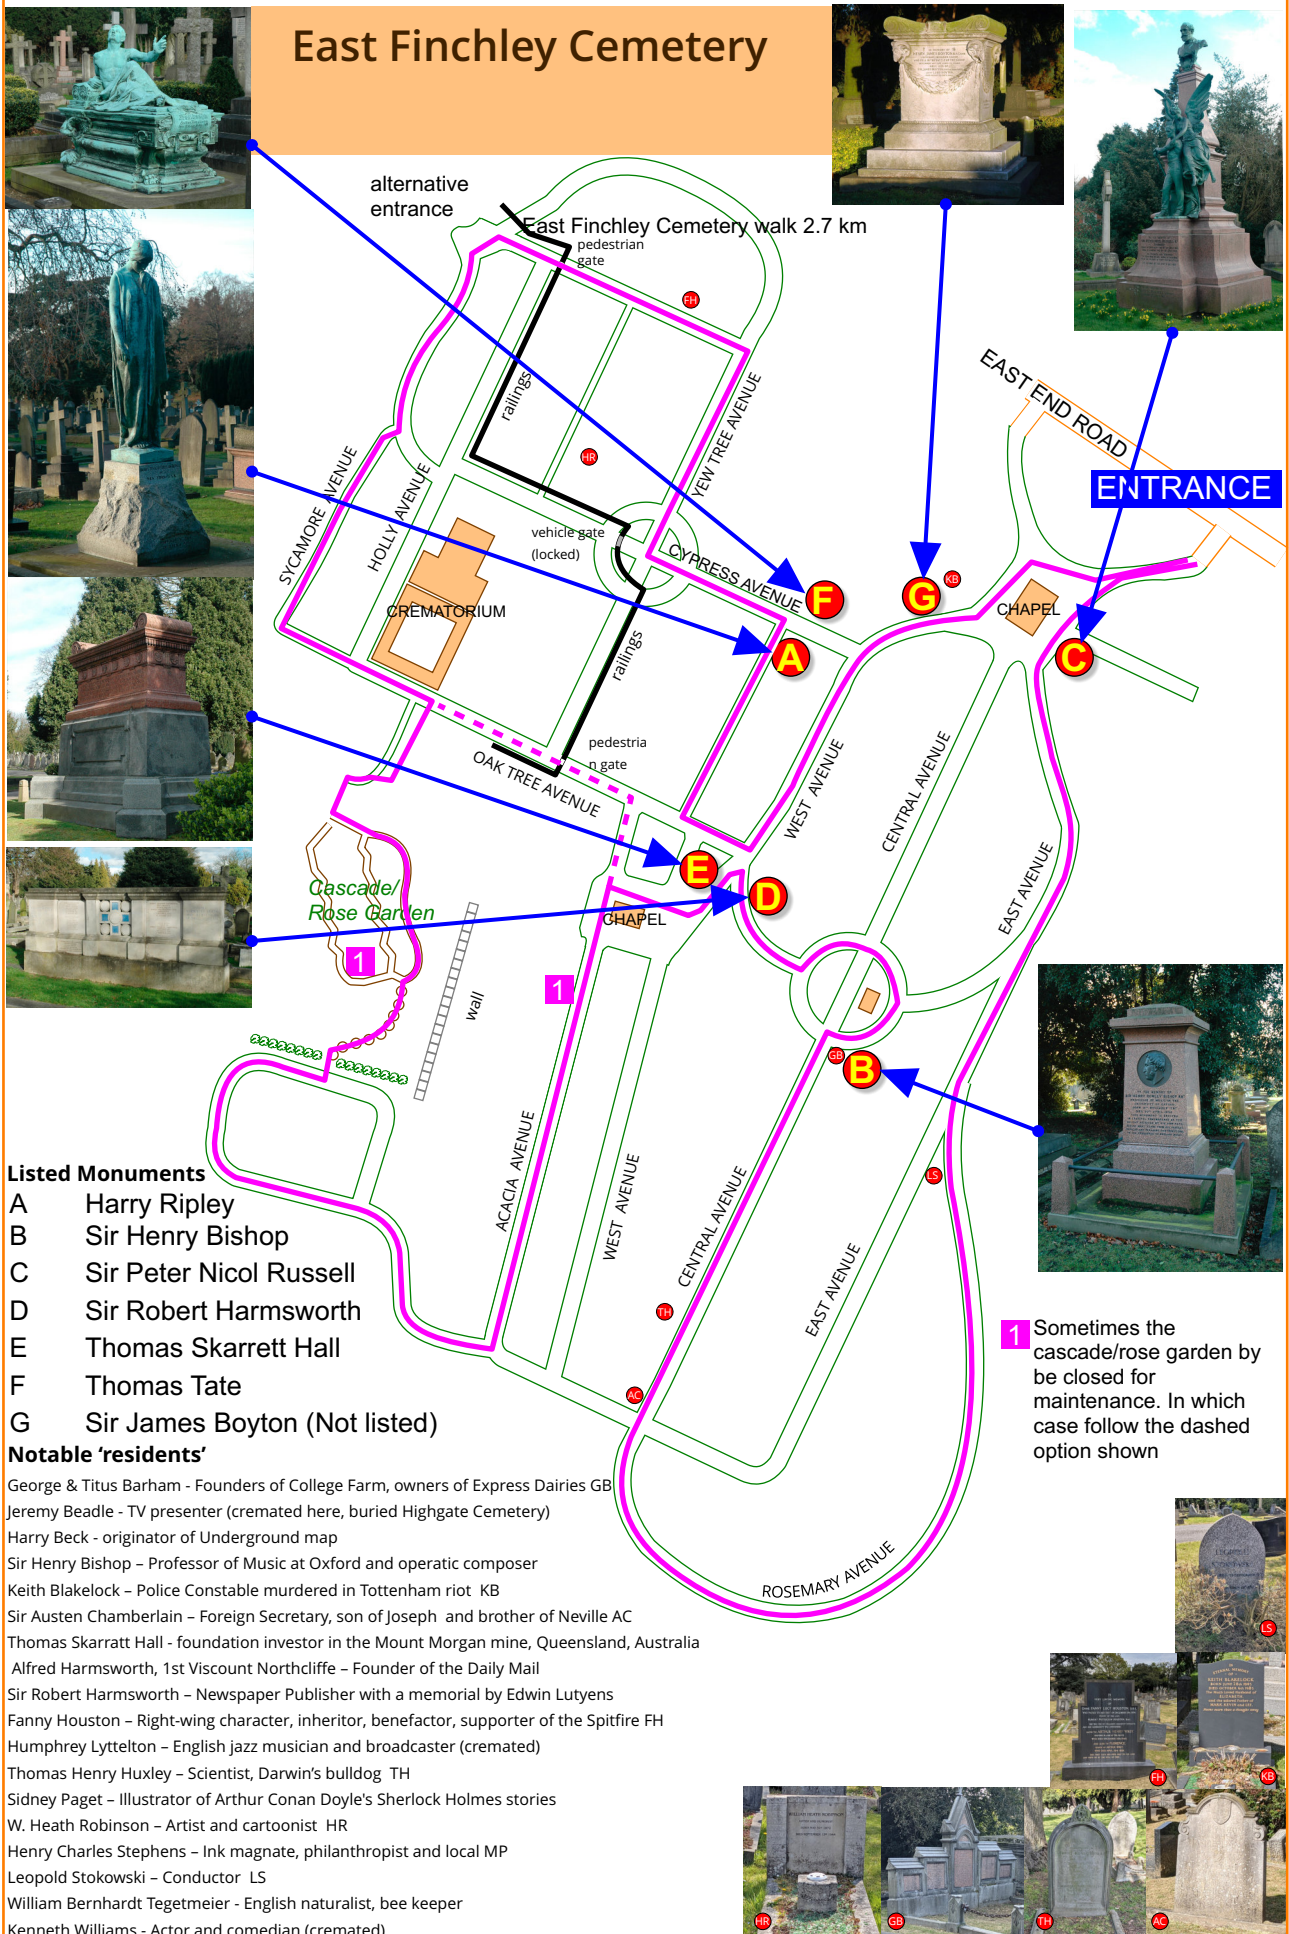 East Finchley Cemetery
alternative
entrance
East Finchley Cemetery walk 2.7 km
pedestrian
gate
FH
railings
HR
YEW TREE AVENUE
EAST END ROAD
ENTRANCE
SYCAMORE AVENUE
HOLLY AVENUE
vehicle gate
(locked)
CYPRESS AVENUE
CREMATORIUM
F
G
KB
CHAPEL
A
C
railings
pedestria
n gate
OAK TREE AVENUE
WEST AVENUE
CENTRAL AVENUE
EAST AVENUE
E
D
Cascade/
Rose Garden
CHAPEL
1
1
wall
GB
B
LS
ACACIA AVENUE
WEST AVENUE
CENTRAL AVENUE
EAST AVENUE
TH
AC
ROSEMARY AVENUE
Listed Monuments
A Harry Ripley
B Sir Henry Bishop
C Sir Peter Nicol Russell
D Sir Robert Harmsworth
E Thomas Skarrett Hall
F Thomas Tate
G Sir James Boyton (Not listed)
1 Sometimes the
cascade/rose garden by
be closed for
maintenance. In which
case follow the dashed
option shown
Notable ‘residents’
George & Titus Barham - Founders of College Farm, owners of Express Dairies GB
Jeremy Beadle - TV presenter (cremated here, buried Highgate Cemetery)
Harry Beck - originator of Underground map
Sir Henry Bishop – Professor of Music at Oxford and operatic composer
Keith Blakelock – Police Constable murdered in Tottenham riot KB
Sir Austen Chamberlain – Foreign Secretary, son of Joseph and brother of Neville AC
Thomas Skarratt Hall - foundation investor in the Mount Morgan mine, Queensland, Australia
Alfred Harmsworth, 1st Viscount Northcliffe – Founder of the Daily Mail
Sir Robert Harmsworth – Newspaper Publisher with a memorial by Edwin Lutyens
Fanny Houston – Right-wing character, inheritor, benefactor, supporter of the Spitfire FH
Humphrey Lyttelton – English jazz musician and broadcaster (cremated)
Thomas Henry Huxley – Scientist, Darwin’s bulldog TH
Sidney Paget – Illustrator of Arthur Conan Doyle's Sherlock Holmes stories
W. Heath Robinson – Artist and cartoonist HR
Henry Charles Stephens – Ink magnate, philanthropist and local MP
Leopold Stokowski – Conductor LS
William Bernhardt Tegetmeier - English naturalist, bee keeper
Kenneth Williams - Actor and comedian (cremated)
LS
KEITH BLAKELOCK
FH
KB
HR
GB
TH
AC